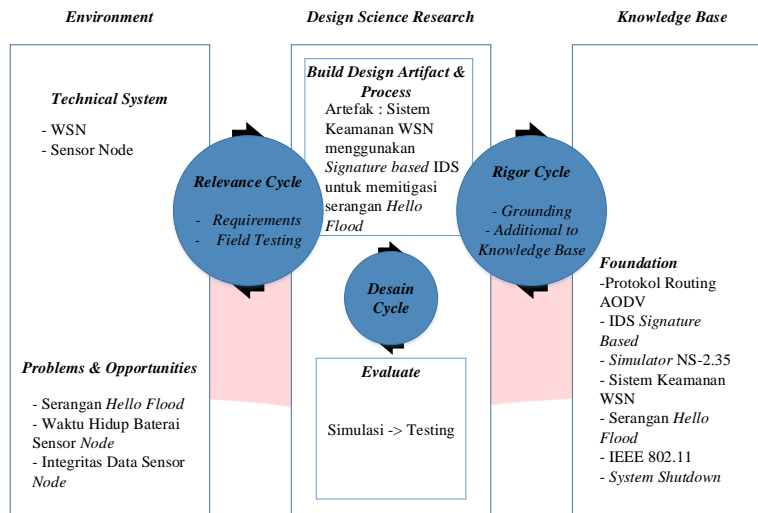 Environment
Design Science Research
Knowledge Base
Technical System
- WSN
- Sensor Node
Problems & Opportunities
- Serangan Hello Flood
- Waktu Hidup Baterai
Sensor Node
- Integritas Data Sensor
Node
Relevance Cycle
- Requirements
- Field Testing
Build Design Artifact &
Process
Artefak : Sistem
Keamanan WSN
menggunakan
Signature based IDS
untuk memitigasi
serangan Hello
Flood
Desain
Cycle
Evaluate
Simulasi -> Testing
Rigor Cycle
- Grounding
- Additional to
Knowledge Base
Foundation
-Protokol Routing
AODV
- IDS Signature
Based
- Simulator NS-2.35
- Sistem Keamanan
WSN
- Serangan Hello
Flood
- IEEE 802.11
- System Shutdown